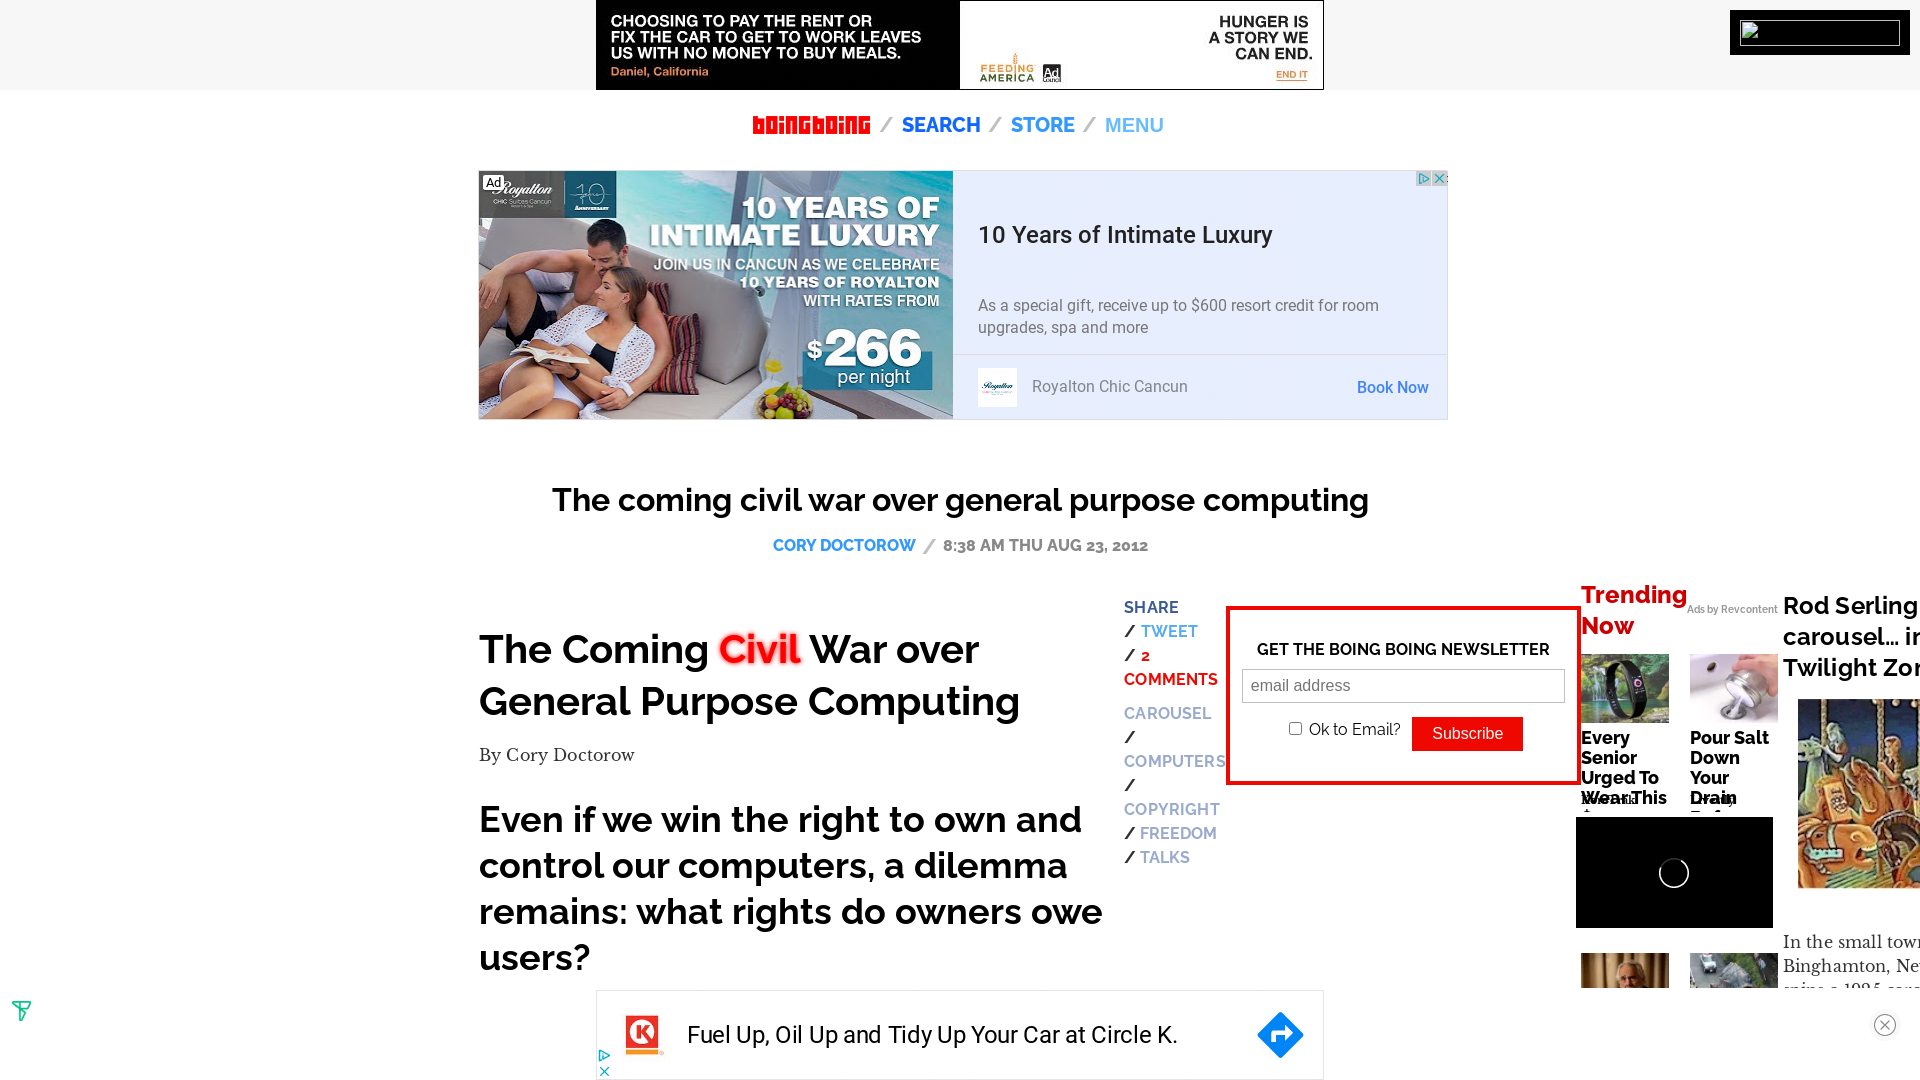 CHOOSING TO PAY THE RENT OR
FIX THE CAR TO GET TO WORK LEAVES
US WITH NO MONEY TO BUY MEALS.
Daniel, California
FEEDING
AMERICA
Ad
Council
HUNGER IS
A STORY WE
CAN END.
END IT
boingboing / SEARCH / STORE / MENU
Ad
Royalton
CHIC Suites Cancun
10
Anniversary
10 YEARS OF
INTIMATE LUXURY
JOIN US IN CANCUN AS WE CELEBRATE
10 YEARS OF ROYALTON
WITH RATES FROM
$266
per night
10 Years of Intimate Luxury
As a special gift, receive up to $600 resort credit for room
upgrades, spa and more
Royalton
Royalton Chic Cancun
Book Now
The coming civil war over general purpose computing
CORY DOCTOROW / 8:38 AM THU AUG 23, 2012
The Coming Civil War over
General Purpose Computing
By Cory Doctorow
Even if we win the right to own and
control our computers, a dilemma
remains: what rights do owners owe
users?
SHARE
/ TWEET
/ 2
COMMENTS
CAROUSEL
/
COMPUTERS
/
COPYRIGHT
/ FREEDOM
/ TALKS
GET THE BOING BOING NEWSLETTER
email address
Ok to Email?
Subscribe
Trending
Now
Ads by Revcontent
Every
Senior
Urged To
Wear This
Pour Salt
Down
Your
Drain
Rod Serling
carousel… in
Twilight Zon
In the small town
Binghamton, Ne
K
Fuel Up, Oil Up and Tidy Up Your Car at Circle K.